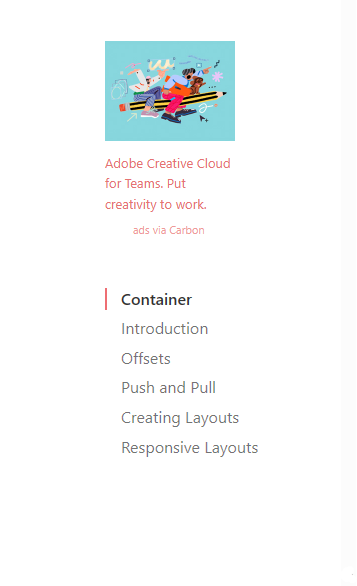 Adobe Creative Cloud
for Teams. Put
creativity to work.
ads via Carbon
Container
Introduction
Offsets
Push and Pull
Creating Layouts
Responsive Layouts